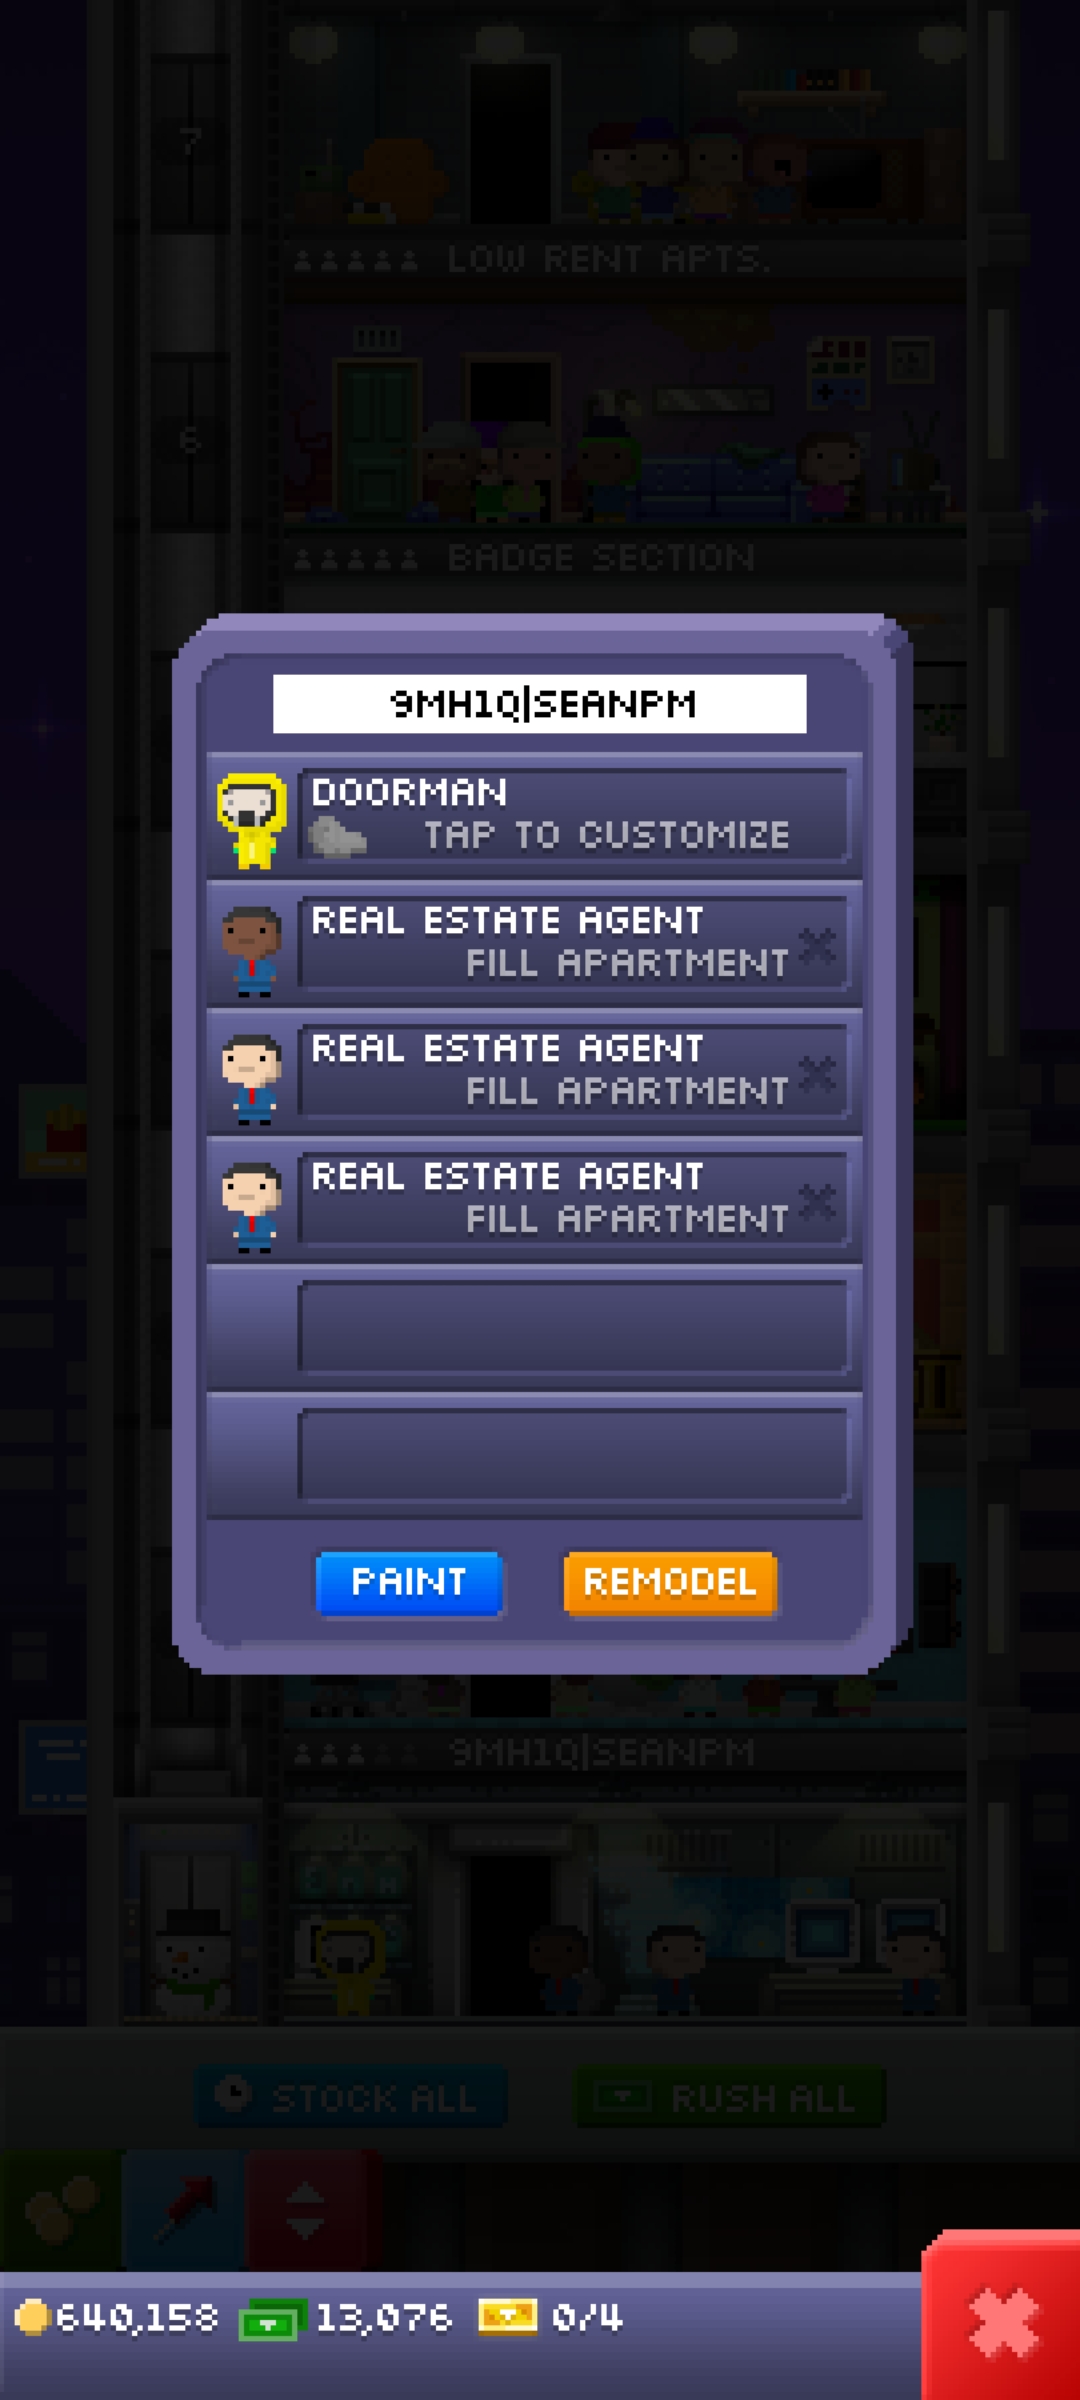 7
LOW RENT APTS.
6
BADGE SECTION
9MH1Q|SEANPM
DOORMAN
TAP TO CUSTOMIZE
REAL ESTATE AGENT
FILL APARTMENT
REAL ESTATE AGENT
FILL APARTMENT
REAL ESTATE AGENT
FILL APARTMENT
PAINT
REMODEL
9MH1Q|SEANPM
STOCK ALL
RUSH ALL
640,158
13,076
0/4